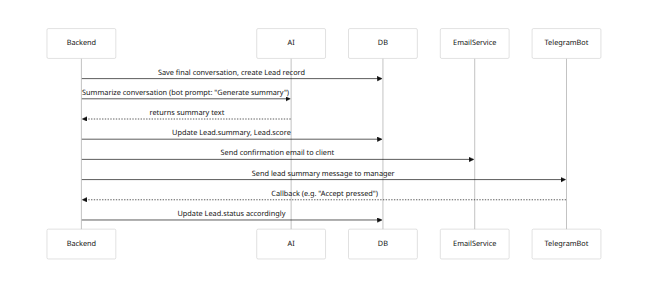 Backend AI DB EmailService TelegramBot
Save final conversation, create Lead record
Summarize conversation (bot prompt: "Generate summary")
returns summary text
Update Lead.summary, Lead.score
Send confirmation email to client
Send lead summary message to manager
Callback (e.g. "Accept pressed")
Update Lead.status accordingly
Backend AI DB EmailService TelegramBot